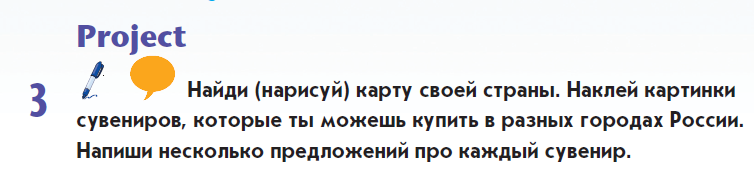 Project
3 Найди (нарисуй) карту своей страны. Наклей картинки
сувениров, которые ты можешь купить в разных городах России.
Напиши несколько предложений про каждый сувенир.